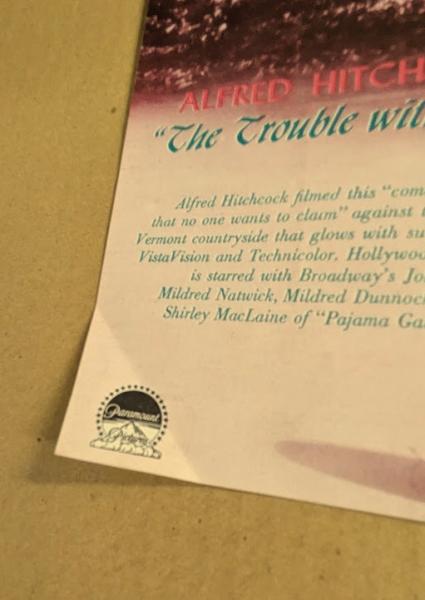 ALFRED HITCH
"The Trouble wit
Alfred Hitchcock filmed this "com
that no one wants to claim" against t
Vermont countryside that glows with su
VistaVision and Technicolor. Hollywoo
is starred with Broadway's Jo
Mildred Natwick, Mildred Dunnoc
Shirley MacLaine of "Pajama Ga
Paramount
Pictures